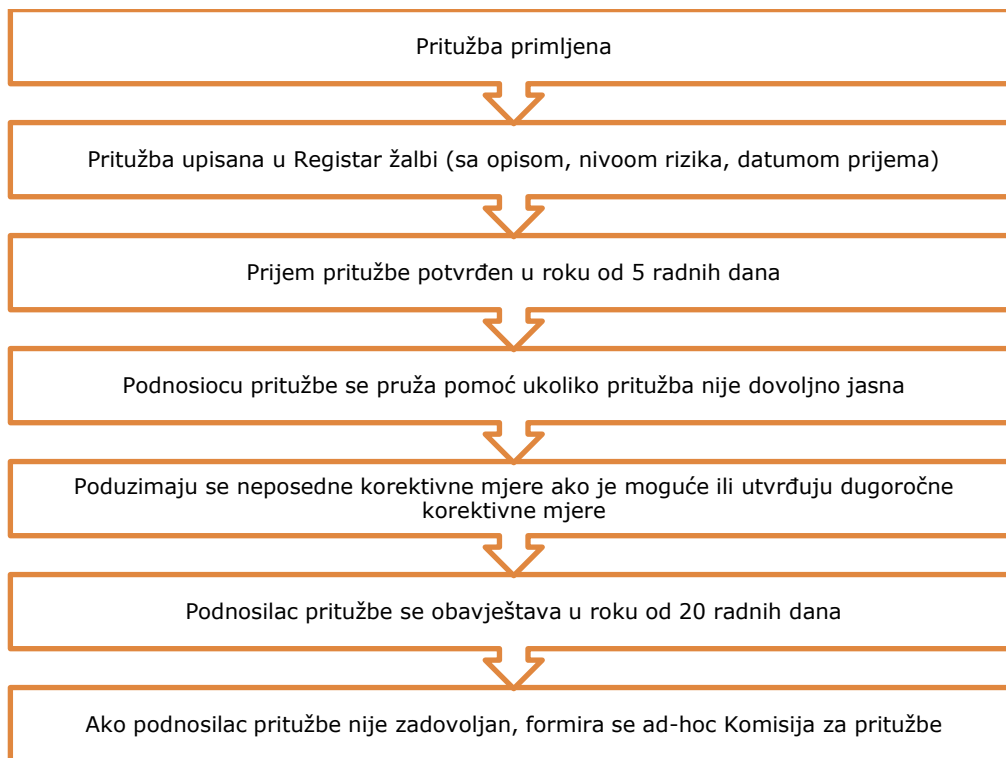 Pritužba primljena
Pritužba upisana u Registar žalbi (sa opisom, nivoom rizika, datumom prijema)
Prijem pritužbe potvrđen u roku od 5 radnih dana
Podnosiocu pritužbe se pruža pomoć ukoliko pritužba nije dovoljno jasna
Poduzimaju se neposedne korektivne mjere ako je moguće ili utvrđuju dugoročne
korektivne mjere
Podnosilac pritužbe se obavještava u roku od 20 radnih dana
Ako podnosilac pritužbe nije zadovoljan, formira se ad-hoc Komisija za pritužbe